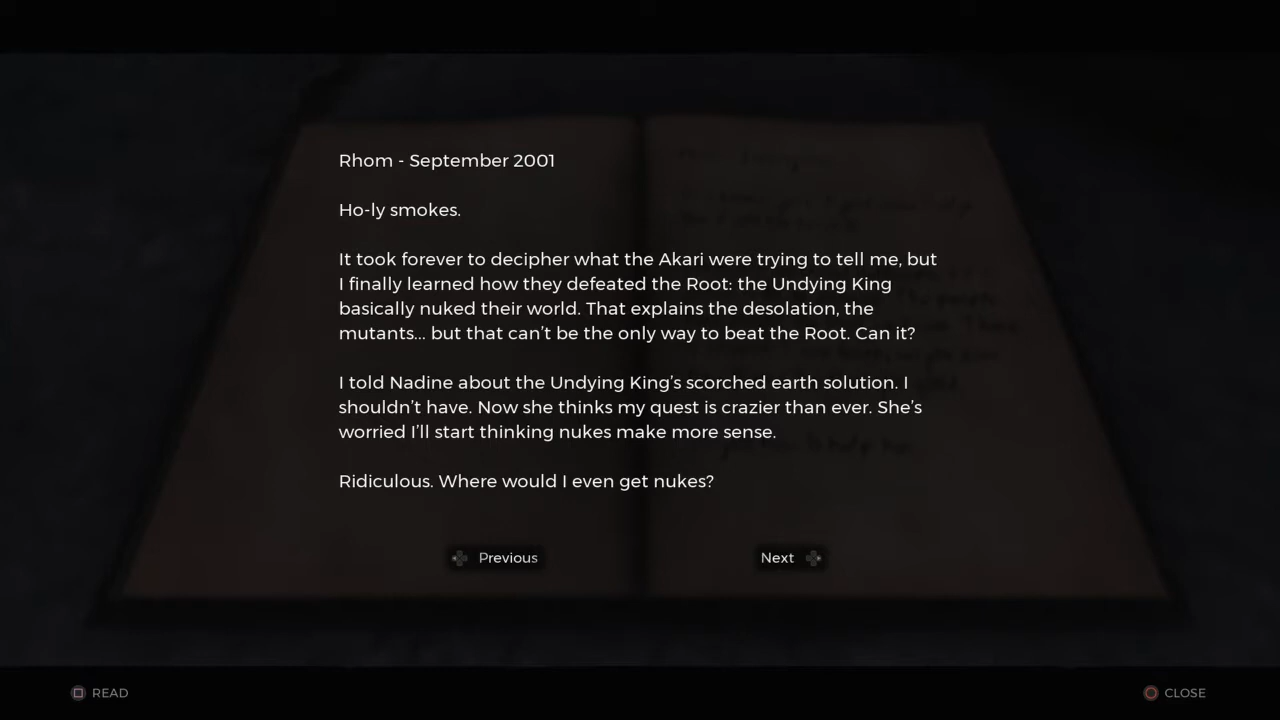 Rhom - September 2001
Ho-ly smokes.
It took forever to decipher what the Akari were trying to tell me, but
I finally learned how they defeated the Root: the Undying King
basically nuked their world. That explains the desolation, the
mutants... but that can't be the only way to beat the Root. Can it?
I told Nadine about the Undying King's scorched earth solution. I
shouldn't have. Now she thinks my quest is crazier than ever. She's
worried I'll start thinking nukes make more sense.
Ridiculous. Where would I even get nukes?
Previous
Next
READ
CLOSE